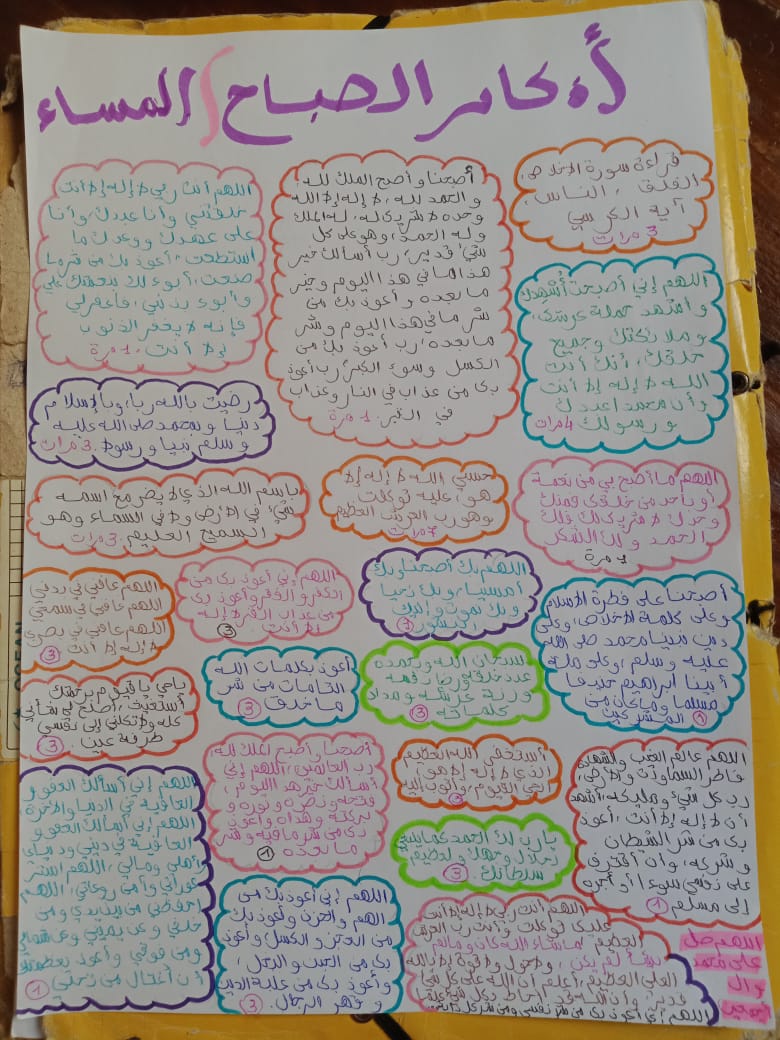 أذكار الصباح / المساء
قراءة سورة الإخلاص،
الفلق، الناس،
آية الكرسي
3 مرات
أصبحنا وأصبح الملك لله
والحمد لله، لا إله إلا الله
وحده لا شريك له، له الملك
وله الحمد، وهو على كل
شيء قدير، رب أسألك خير
هذا ما في هذا اليوم وخير
ما بعده وأعوذ بك من
شر ما في هذا اليوم وشر
ما بعده، رب أعوذ بك من
الكسل وسوء الكبر، رب أعوذ
بك من عذاب في النار وعذاب
في القبر. 1 مرة
اللهم أنت ربي لا إله إلا أنت
خلقتني وأنا عبدك، وأنا
على عهدك ووعدك ما
استطعت، أعوذ بك من شر ما
صنعت، أبوء لك بنعمتك علي
وأبوء بذنبي، فاغفر لي
فإنه لا يغفر الذنوب
إلا أنت. 1 مرة
اللهم إني أصبحت أشهدك
وأشهد حملة عرشك،
وملائكتك وجميع
خلقك، أنك أنت
الله لا إله إلا أنت
وأن محمدا عبدك
ورسولك 4 مرات
رضيت بالله ربا، وبالإسلام
دينا وبمحمد صلى الله عليه
وسلم نبيا ورسولا. 3 مرات
حسبي الله لا إله إلا
هو، عليه توكلت
وهو رب العرش العظيم
7 مرات
باسم الله الذي لا يضر مع اسمه
شيء في الأرض ولا في السماء وهو
السميع العليم. 3 مرات
اللهم ما أصبح بي من نعمة
أو بأحد من خلقك فمنك
وحدك لا شريك لك فلك
الحمد ولك الشكر
1 مرة
اللهم بك أصبحنا وبك
أمسينا، وبك نحيا
وبك نموت وإليك
النشور 1
اللهم إني أعوذ بك من
الكفر والفقر وأعوذ بك
من عذاب القبر لا إله
إلا أنت. 3
اللهم عافني في بدني
اللهم عافني في سمعي
اللهم عافني في بصري
لا إله إلا أنت 3
أصبحنا على فطرة الإسلام
وعلى كلمة الإخلاص، وعلى
دين نبينا محمد صلى الله
عليه وسلم، وعلى ملة
أبينا ابراهيم حنيفا
مسلما وما كان من
المشركين 1
سبحان الله وبحمده
عدد خلقه ورضا نفسه
وزنة عرشه ومداد
كلماته 3
أعوذ بكلمات الله
التامات من شر
ما خلق 3
يا حي يا قيوم برحمتك
أستغيث، أصلح لي شأني
كله ولا تكلني إلى نفسي
طرفة عين. 3
اللهم عالم الغيب والشهادة
فاطر السماوات والأرض،
رب كل شيء ومليكه، أشهد
أن لا إله إلا أنت، أعوذ
بك من شر الشيطان
وشركه، وأن أقترف
على نفسي سوءا أو أجره
إلى مسلم 1
أستغفر الله العظيم
الذي لا إله إلا هو
الحي القيوم، وأتوب إليه
أصبحنا وأصبح الملك لله
رب العالمين، اللهم إني
أسألك خير هذا اليوم،
فتحه ونصره ونوره و
بركته وهداه وأعوذ
بك من شر ما فيه وشر
ما بعده 1
يا رب لك الحمد كما ينبغي
لجلال وجهك ولعظيم
سلطانك. 3
اللهم إني أسألك العفو و
العافية في الدنيا والآخرة،
اللهم إني أسألك العفو و
العافية في ديني ودنياي
وأهلي ومالي، اللهم استر
عوراتي وآمن روعاتي، اللهم
احفظني من بين يدي ومن
خلفي وعن يميني وعن شمالي
ومن فوقي وأعوذ بعظمتك
أن أغتال من تحتي. 1
اللهم إني أعوذ بك من
الهم والحزن وأعوذ بك
من العجز والكسل وأعوذ
بك من الجبن والبخل،
وأعوذ بك من غلبة الدين
وقهر الرجال. 3
اللهم أنت ربي لا إله إلا أنت
عليك توكلت وأنت رب العرش
العظيم، ما شاء الله كان وما لم
يشأ لم يكن، ولا حول ولا قوة إلا بالله
العلي العظيم، أعلم أن الله على كل شيء
قدير، وأن الله قد أحاط بكل شيء علما
اللهم إني أعوذ بك من شر نفسي ومن شر كل دابة
اللهم صل
على محمد
وآل